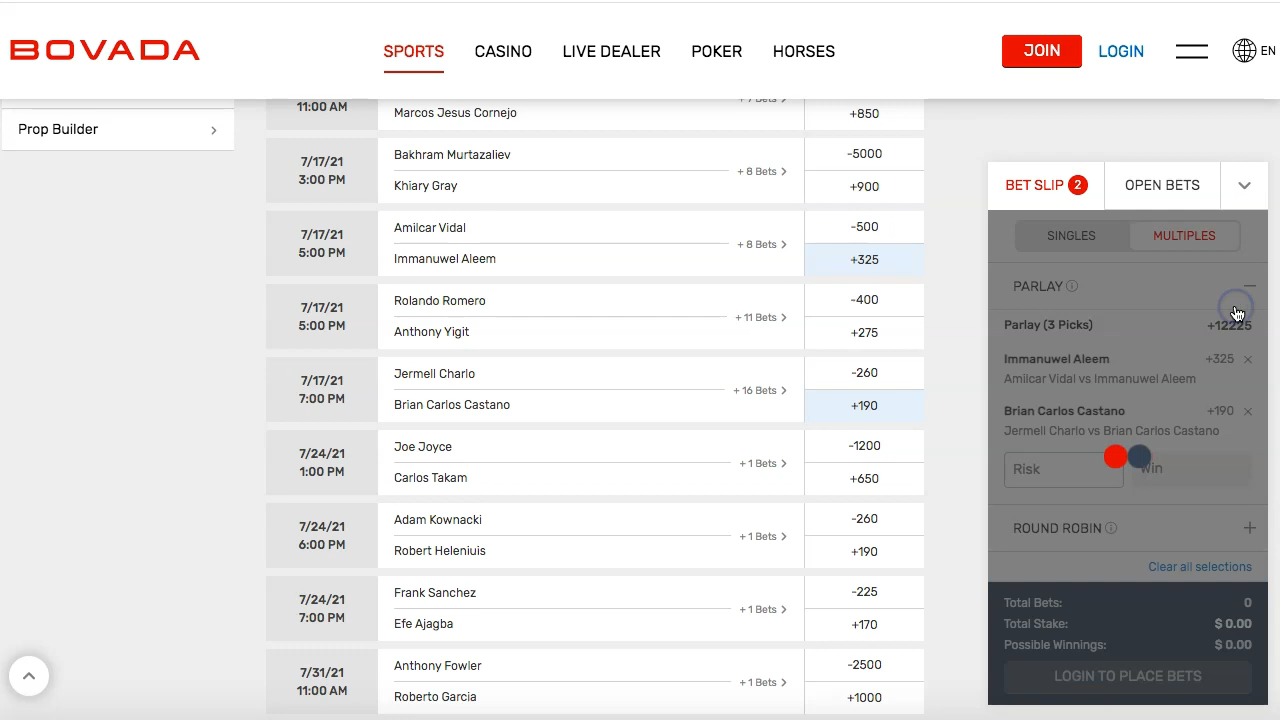 BOVADA
SPORTS CASINO LIVE DEALER POKER HORSES
JOIN LOGIN EN
Prop Builder
11:00 AM
Marcos Jesus Cornejo
+ 7 Bets
+850
7/17/21
3:00 PM
Bakhram Murtazaliev
Khiary Gray
+ 8 Bets
-5000
+900
7/17/21
5:00 PM
Amilcar Vidal
Immanuwel Aleem
+ 8 Bets
-500
+325
7/17/21
5:00 PM
Rolando Romero
Anthony Yigit
+ 11 Bets
-400
+275
7/17/21
7:00 PM
Jermell Charlo
Brian Carlos Castano
+ 16 Bets
-260
+190
7/24/21
1:00 PM
Joe Joyce
Carlos Takam
+ 1 Bets
-1200
+650
7/24/21
6:00 PM
Adam Kownacki
Robert Heleniuis
+ 1 Bets
-260
+190
7/24/21
7:00 PM
Frank Sanchez
Efe Ajagba
+ 1 Bets
-225
+170
7/31/21
11:00 AM
Anthony Fowler
Roberto Garcia
+ 1 Bets
-2500
+1000
BET SLIP 2 OPEN BETS
SINGLES MULTIPLES
PARLAY
Parlay (3 Picks) +12225
Immanuwel Aleem +325
Amilcar Vidal vs Immanuwel Aleem
Brian Carlos Castano +190
Jermell Charlo vs Brian Carlos Castano
Risk Win
ROUND ROBIN
Clear all selections
Total Bets: 0
Total Stake: $ 0.00
Possible Winnings: $ 0.00
LOGIN TO PLACE BETS